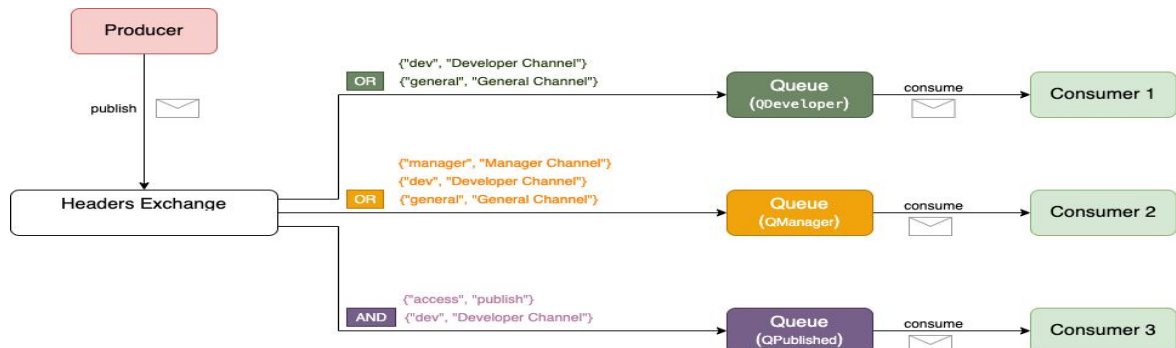 Producer
publish
{"dev", "Developer Channel"}
OR
{"general", "General Channel"}
Queue
(QDeveloper)
consume
Consumer 1
Headers Exchange
{"manager", "Manager Channel"}
{"dev", "Developer Channel"}
OR
{"general", "General Channel"}
Queue
(QManager)
consume
Consumer 2
{"access", "publish"}
AND
{"dev", "Developer Channel"}
Queue
(QPublished)
consume
Consumer 3